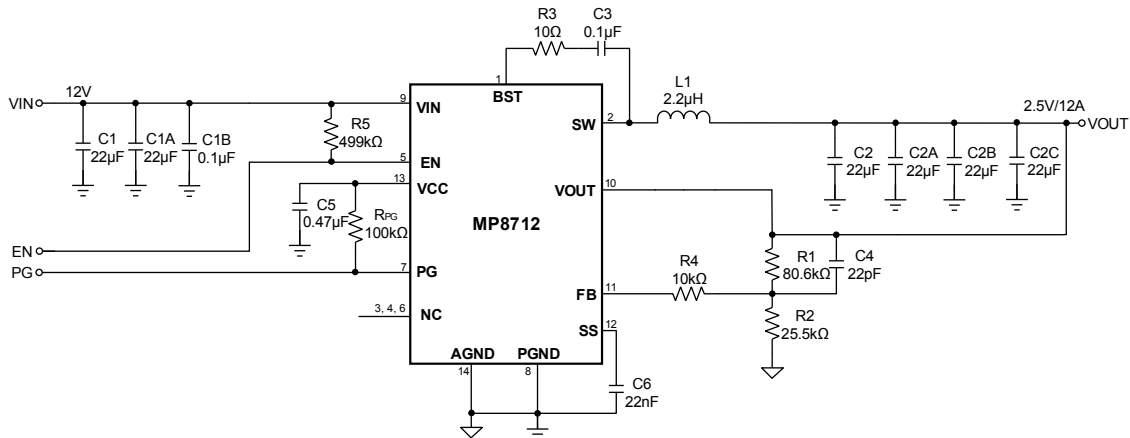 R3
10Ω
C3
0.1µF
1
BST
VIN
12V
9
VIN
C1
22µF
C1A
22µF
C1B
0.1µF
R5
499kΩ
5
EN
13
VCC
C5
0.47µF
RPG
100kΩ
EN
PG
7
PG
3, 4, 6
NC
MP8712
SW
2
L1
2.2µH
2.5V/12A
VOUT
C2
22µF
C2A
22µF
C2B
22µF
C2C
22µF
VOUT
10
R1
80.6kΩ
C4
22pF
FB
11
R4
10kΩ
R2
25.5kΩ
SS
12
AGND
PGND
14
8
C6
22nF